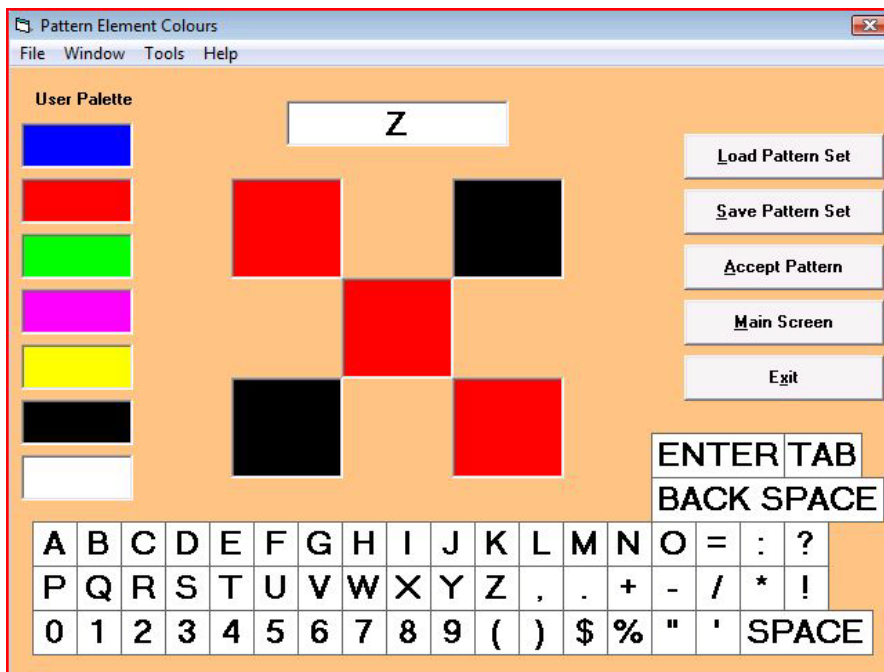 Pattern Element Colours
File Window Tools Help
User Palette
Z
Load Pattern Set
Save Pattern Set
Accept Pattern
Main Screen
Exit
ENTER TAB
BACK SPACE
A B C D E F G H I J K L M N O = : ?
P Q R S T U V W X Y Z , . + - / * !
0 1 2 3 4 5 6 7 8 9 ( ) $ % " ' SPACE